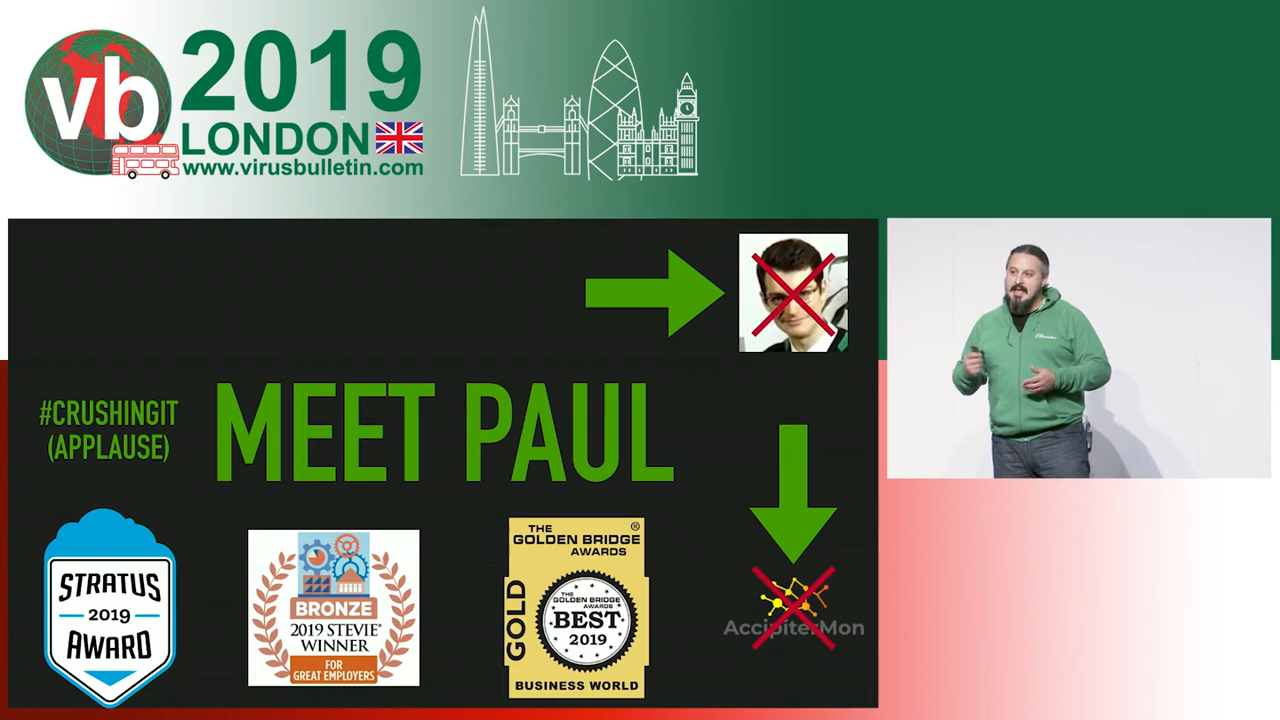 vb
2019
LONDON
www.virusbulletin.com
#CRUSHINGIT
(APPLAUSE)
MEET PAUL
STRATUS
2019
AWARD
BRONZE
2019 STEVIE®
WINNER
FOR
GREAT EMPLOYERS
THE
GOLDEN BRIDGE
AWARDS
®
GOLD
THE
GOLDEN BRIDGE
AWARDS
BEST
2019
BUSINESS WORLD
AccipiterMon